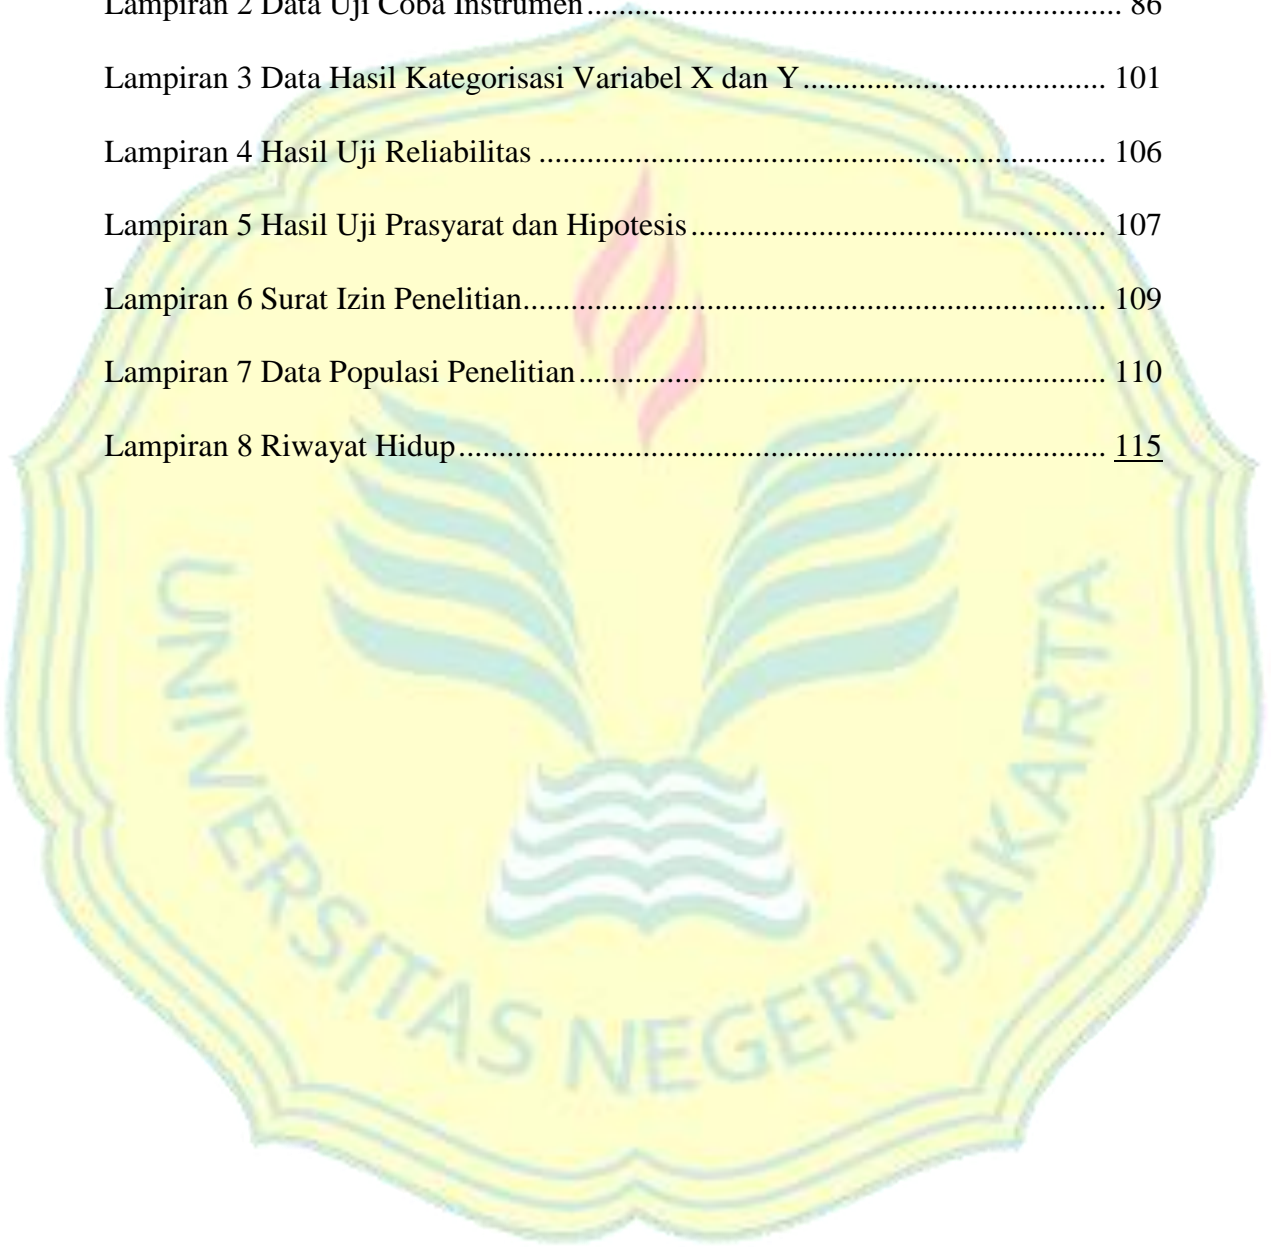 Lampiran 2 Data Uji Coba Instrumen.................................................................. 86
Lampiran 3 Data Hasil Kategorisasi Variabel X dan Y...................................... 101
Lampiran 4 Hasil Uji Reliabilitas ....................................................................... 106
Lampiran 5 Hasil Uji Prasyarat dan Hipotesis.................................................... 107
Lampiran 6 Surat Izin Penelitian......................................................................... 109
Lampiran 7 Data Populasi Penelitian.................................................................. 110
Lampiran 8 Riwayat Hidup................................................................................. 115
UNIVERSITAS NEGERI JAKARTA